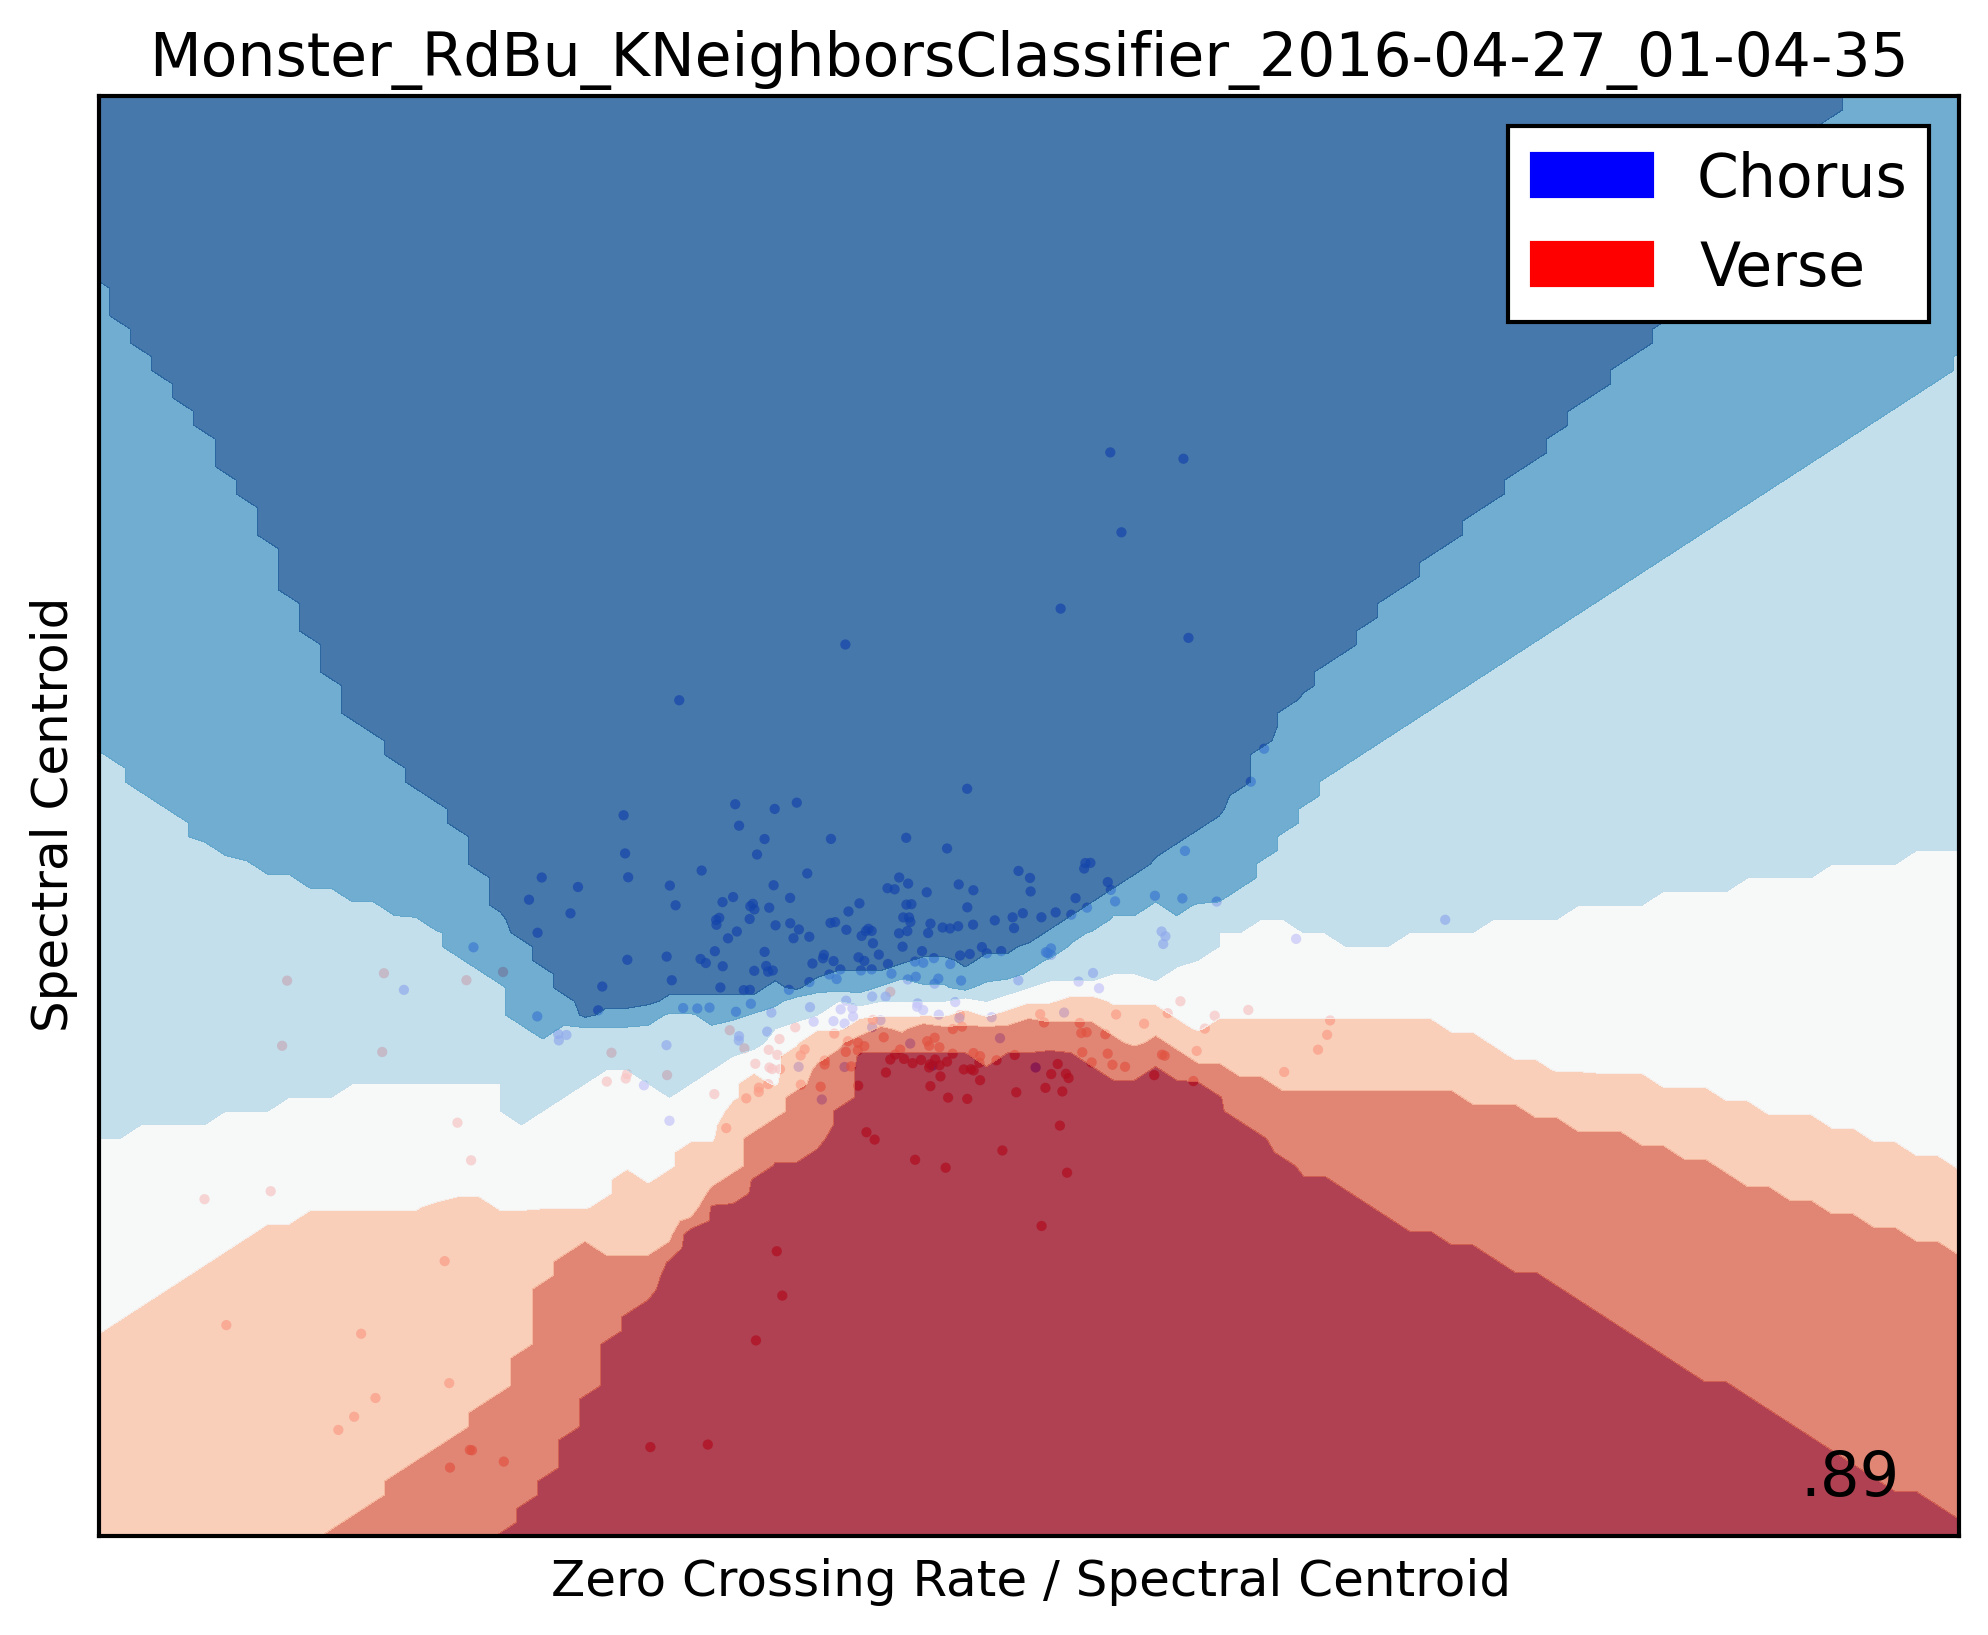 Monster_RdBu_KNeighborsClassifier_2016-04-27_01-04-35
Chorus
Verse
Spectral Centroid
.89
Zero Crossing Rate / Spectral Centroid